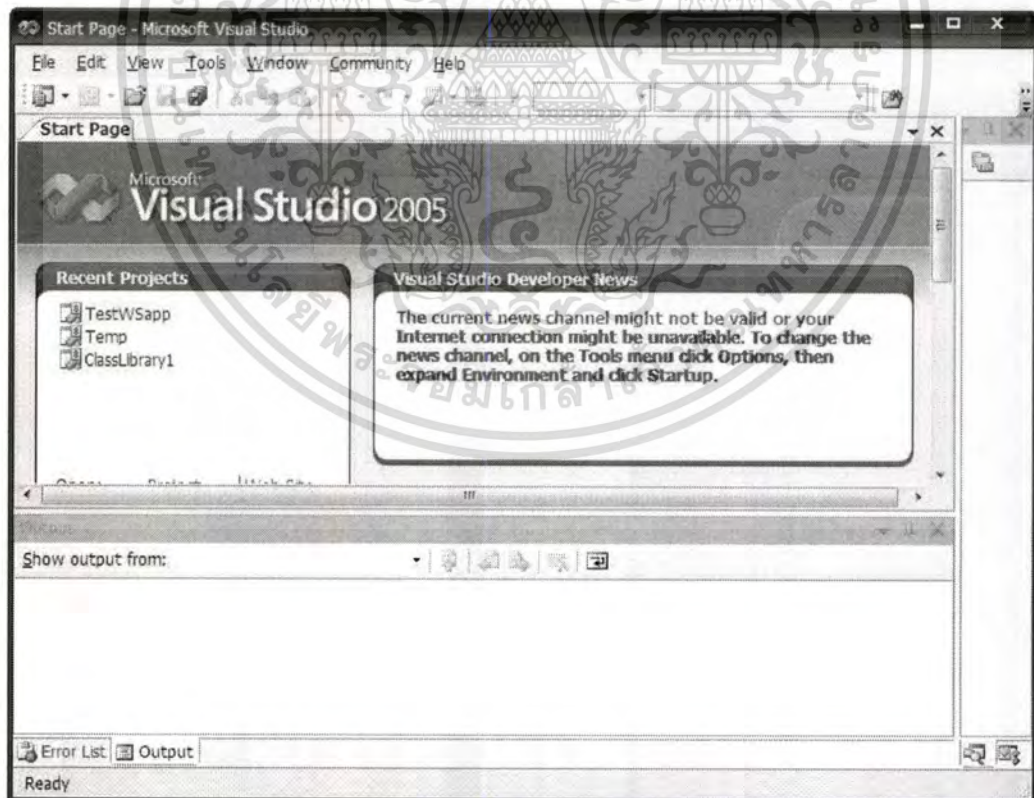 Start Page - Microsoft Visual Studio
File Edit View Tools Window Community Help
Start Page
Microsoft
Visual Studio 2005
Recent Projects
TestWSapp
Temp
ClassLibrary1
Visual Studio Developer News
The current news channel might not be valid or your
Internet connection might be unavailable. To change the
news channel, on the Tools menu click Options, then
expand Environment and click Startup.
Output
Show output from:
Error List Output
Ready